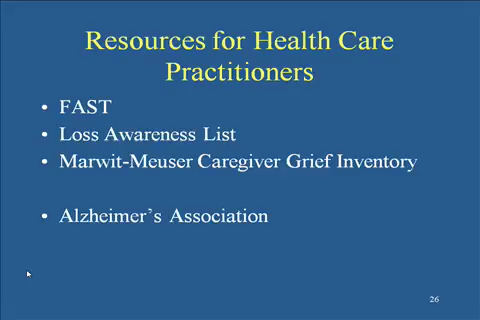 Resources for Health Care
Practitioners
• FAST
• Loss Awareness List
• Marwit-Meuser Caregiver Grief Inventory
• Alzheimer’s Association
26